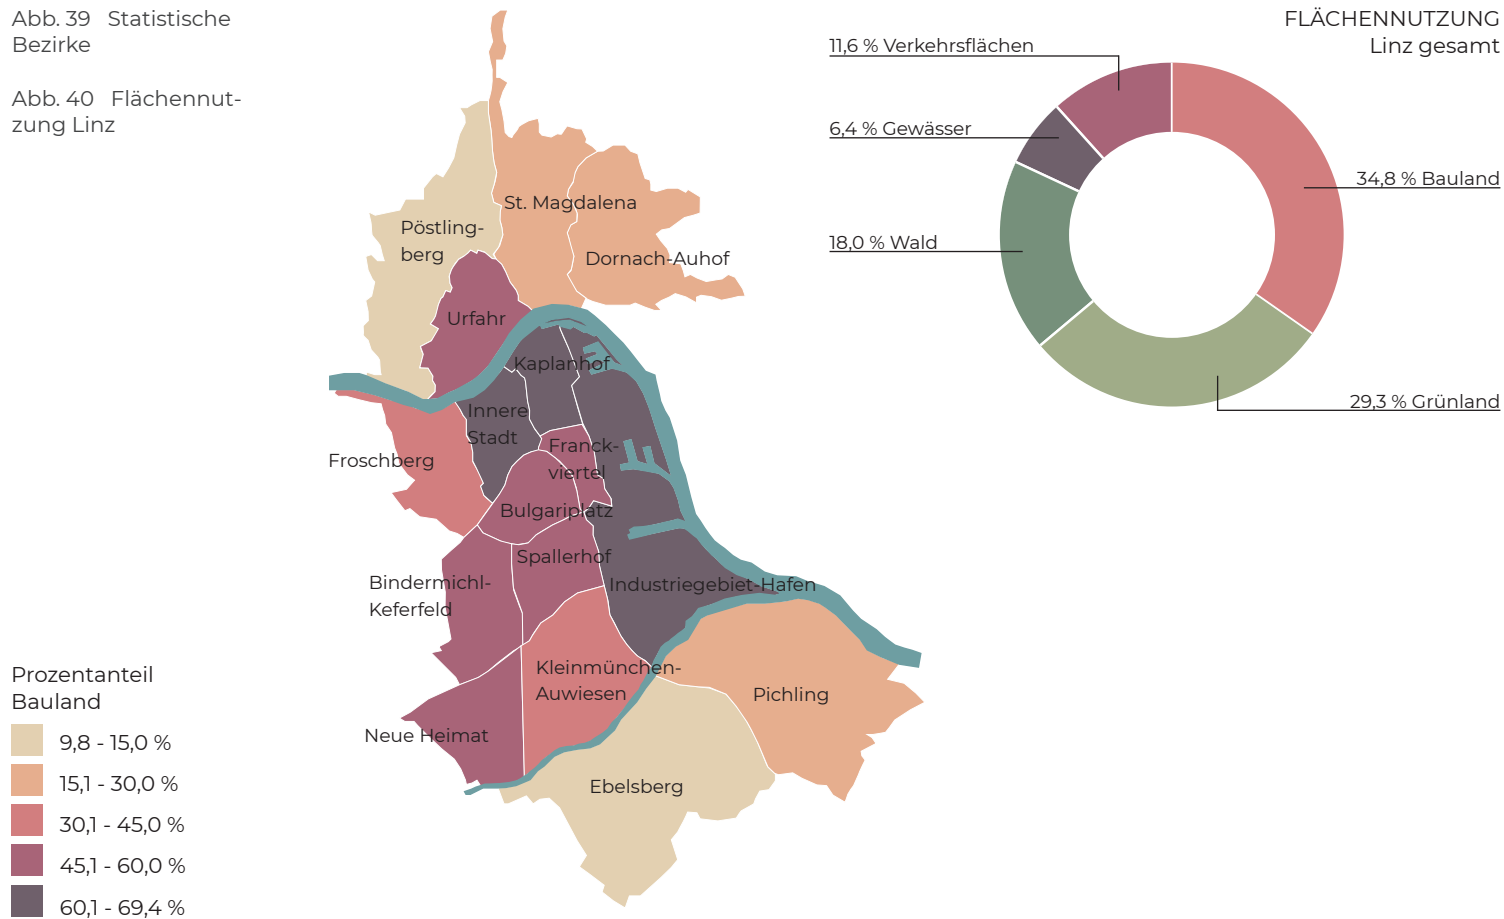 Abb. 39 Statistische
Bezirke
Abb. 40 Flächennut-
zung Linz
FLÄCHENNUTZUNG
Linz gesamt
11,6 % Verkehrsflächen
6,4 % Gewässer
34,8 % Bauland
18,0 % Wald
29,3 % Grünland
St. Magdalena
Pöstling-
berg
Dornach-Auhof
Urfahr
Kaplanhof
Innere
Stadt
Franck-
viertel
Froschberg
Bulgariplatz
Spallerhof
Bindermichl-
Keferfeld
Industriegebiet-Hafen
Kleinmünchen-
Auwiesen
Pichling
Neue Heimat
Ebelsberg
Prozentanteil
Bauland
9,8 - 15,0 %
15,1 - 30,0 %
30,1 - 45,0 %
45,1 - 60,0 %
60,1 - 69,4 %